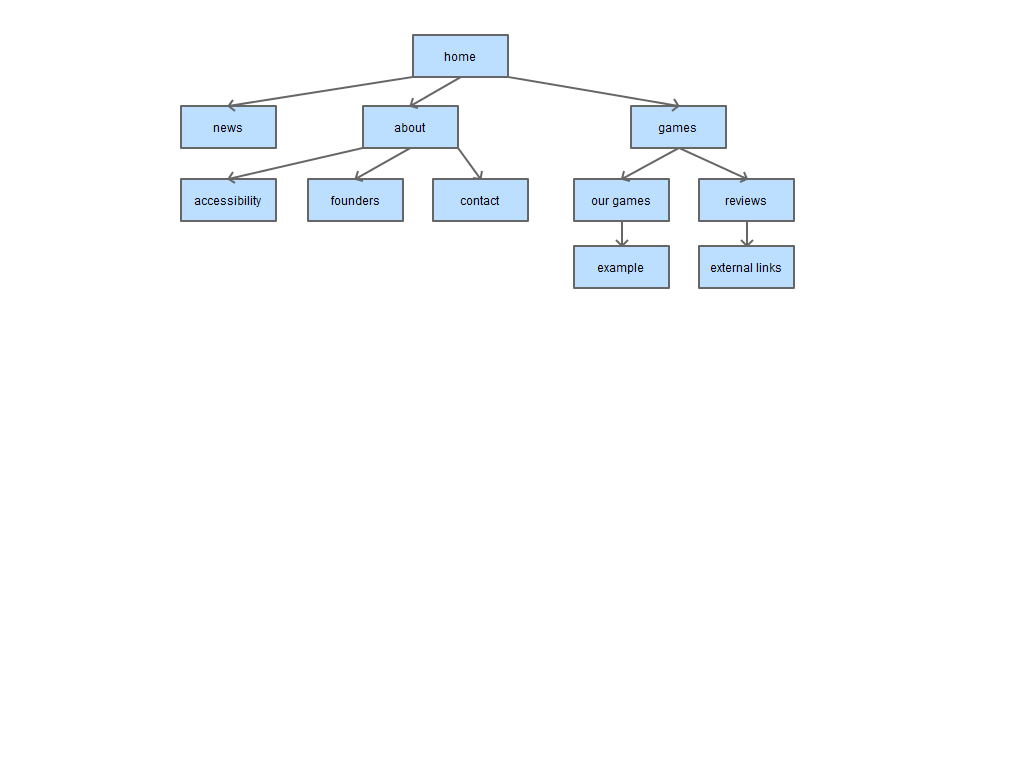 home
news
about
games
accessibility
founders
contact
our games
reviews
example
external links